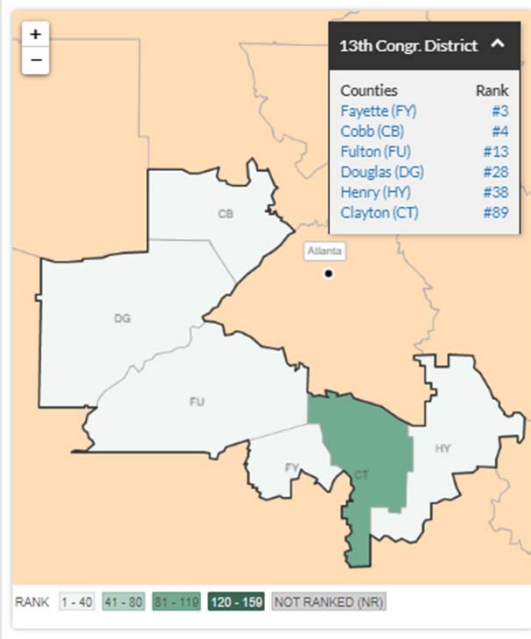 +
−
13th Congr. District
Counties Rank
Fayette (FY) #3
Cobb (CB) #4
Fulton (FU) #13
Douglas (DG) #28
Henry (HY) #38
Clayton (CT) #89
CB
Atlanta
DG
FU
HY
FY
CT
RANK 1 - 40 41 - 80 81 - 119 120 - 159 NOT RANKED (NR)